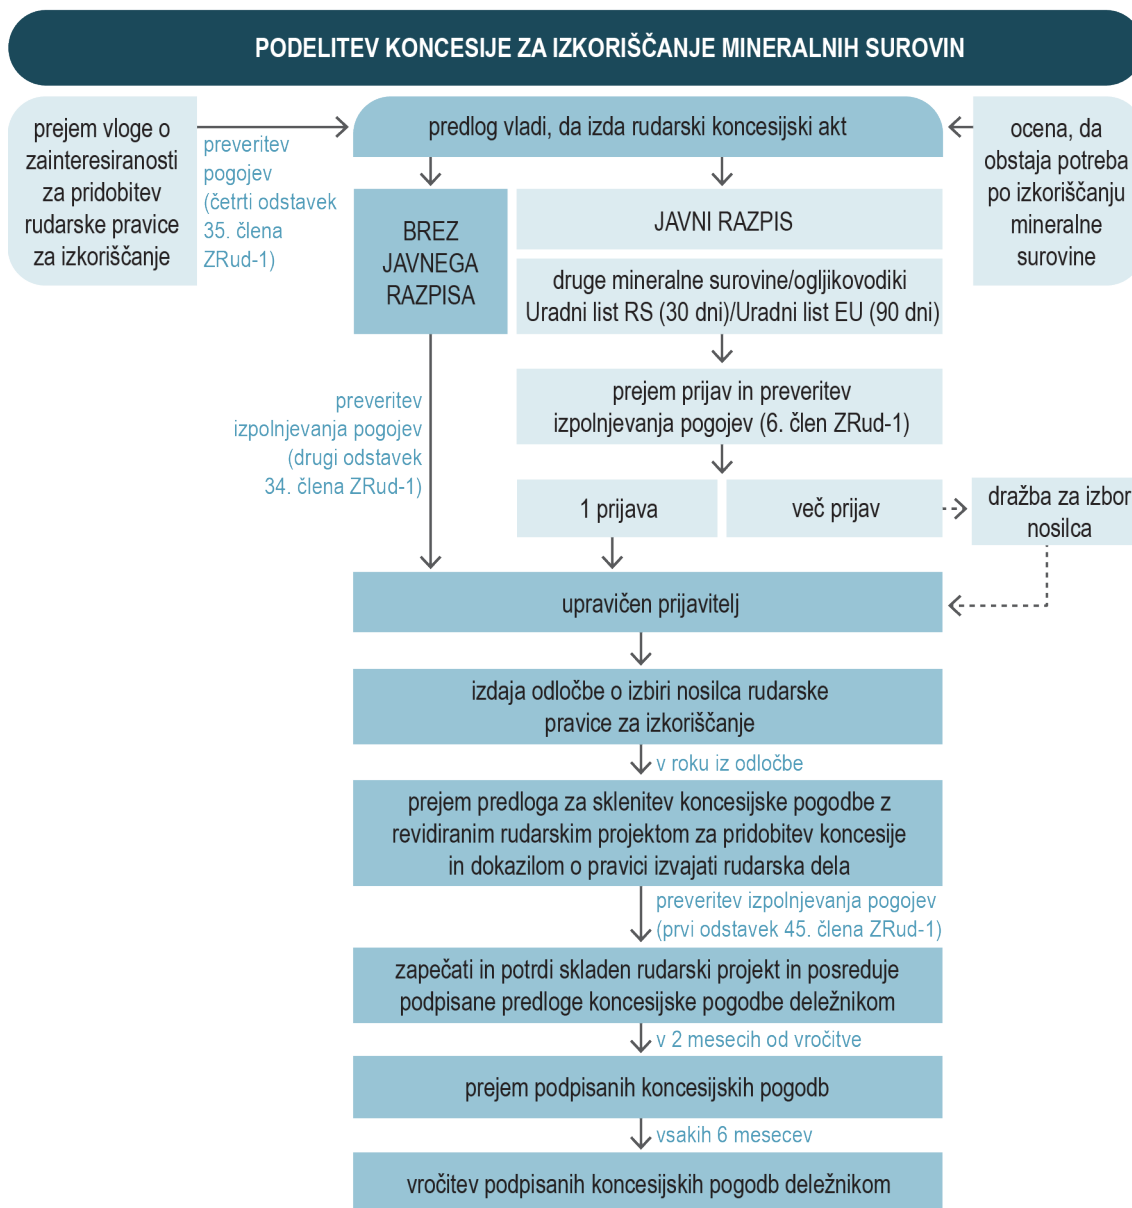 PODELITEV KONCESIJE ZA IZKORIŠČANJE MINERALNIH SUROVIN
prejem vloge o
zainteresiranosti
za pridobitev
rudarske pravice
za izkoriščanje
preveritev
pogojev
(četrti odstavek
35. člena
ZRud-1)
predlog vladi, da izda rudarski koncesijski akt
ocena, da
obstaja potreba
po izkoriščanju
mineralne
surovine
BREZ
JAVNEGA
RAZPISA
JAVNI RAZPIS
druge mineralne surovine/ogljikovodiki
Uradni list RS (30 dni)/Uradni list EU (90 dni)
prejem prijav in preveritev
izpolnjevanja pogojev (6. člen ZRud-1)
preveritev
izpolnjevanja pogojev
(drugi odstavek
34. člena ZRud-1)
1 prijava
več prijav
dražba za izbor
nosilca
upravičen prijavitelj
izdaja odločbe o izbiri nosilca rudarske
pravice za izkoriščanje
v roku iz odločbe
prejem predloga za sklenitev koncesijske pogodbe z
revidiranim rudarskim projektom za pridobitev koncesije
in dokazilom o pravici izvajati rudarska dela
preveritev izpolnjevanja pogojev
(prvi odstavek 45. člena ZRud-1)
zapečati in potrdi skladen rudarski projekt in posreduje
podpisane predloge koncesijske pogodbe deležnikom
v 2 mesecih od vročitve
prejem podpisanih koncesijskih pogodb
vsakih 6 mesecev
vročitev podpisanih koncesijskih pogodb deležnikom